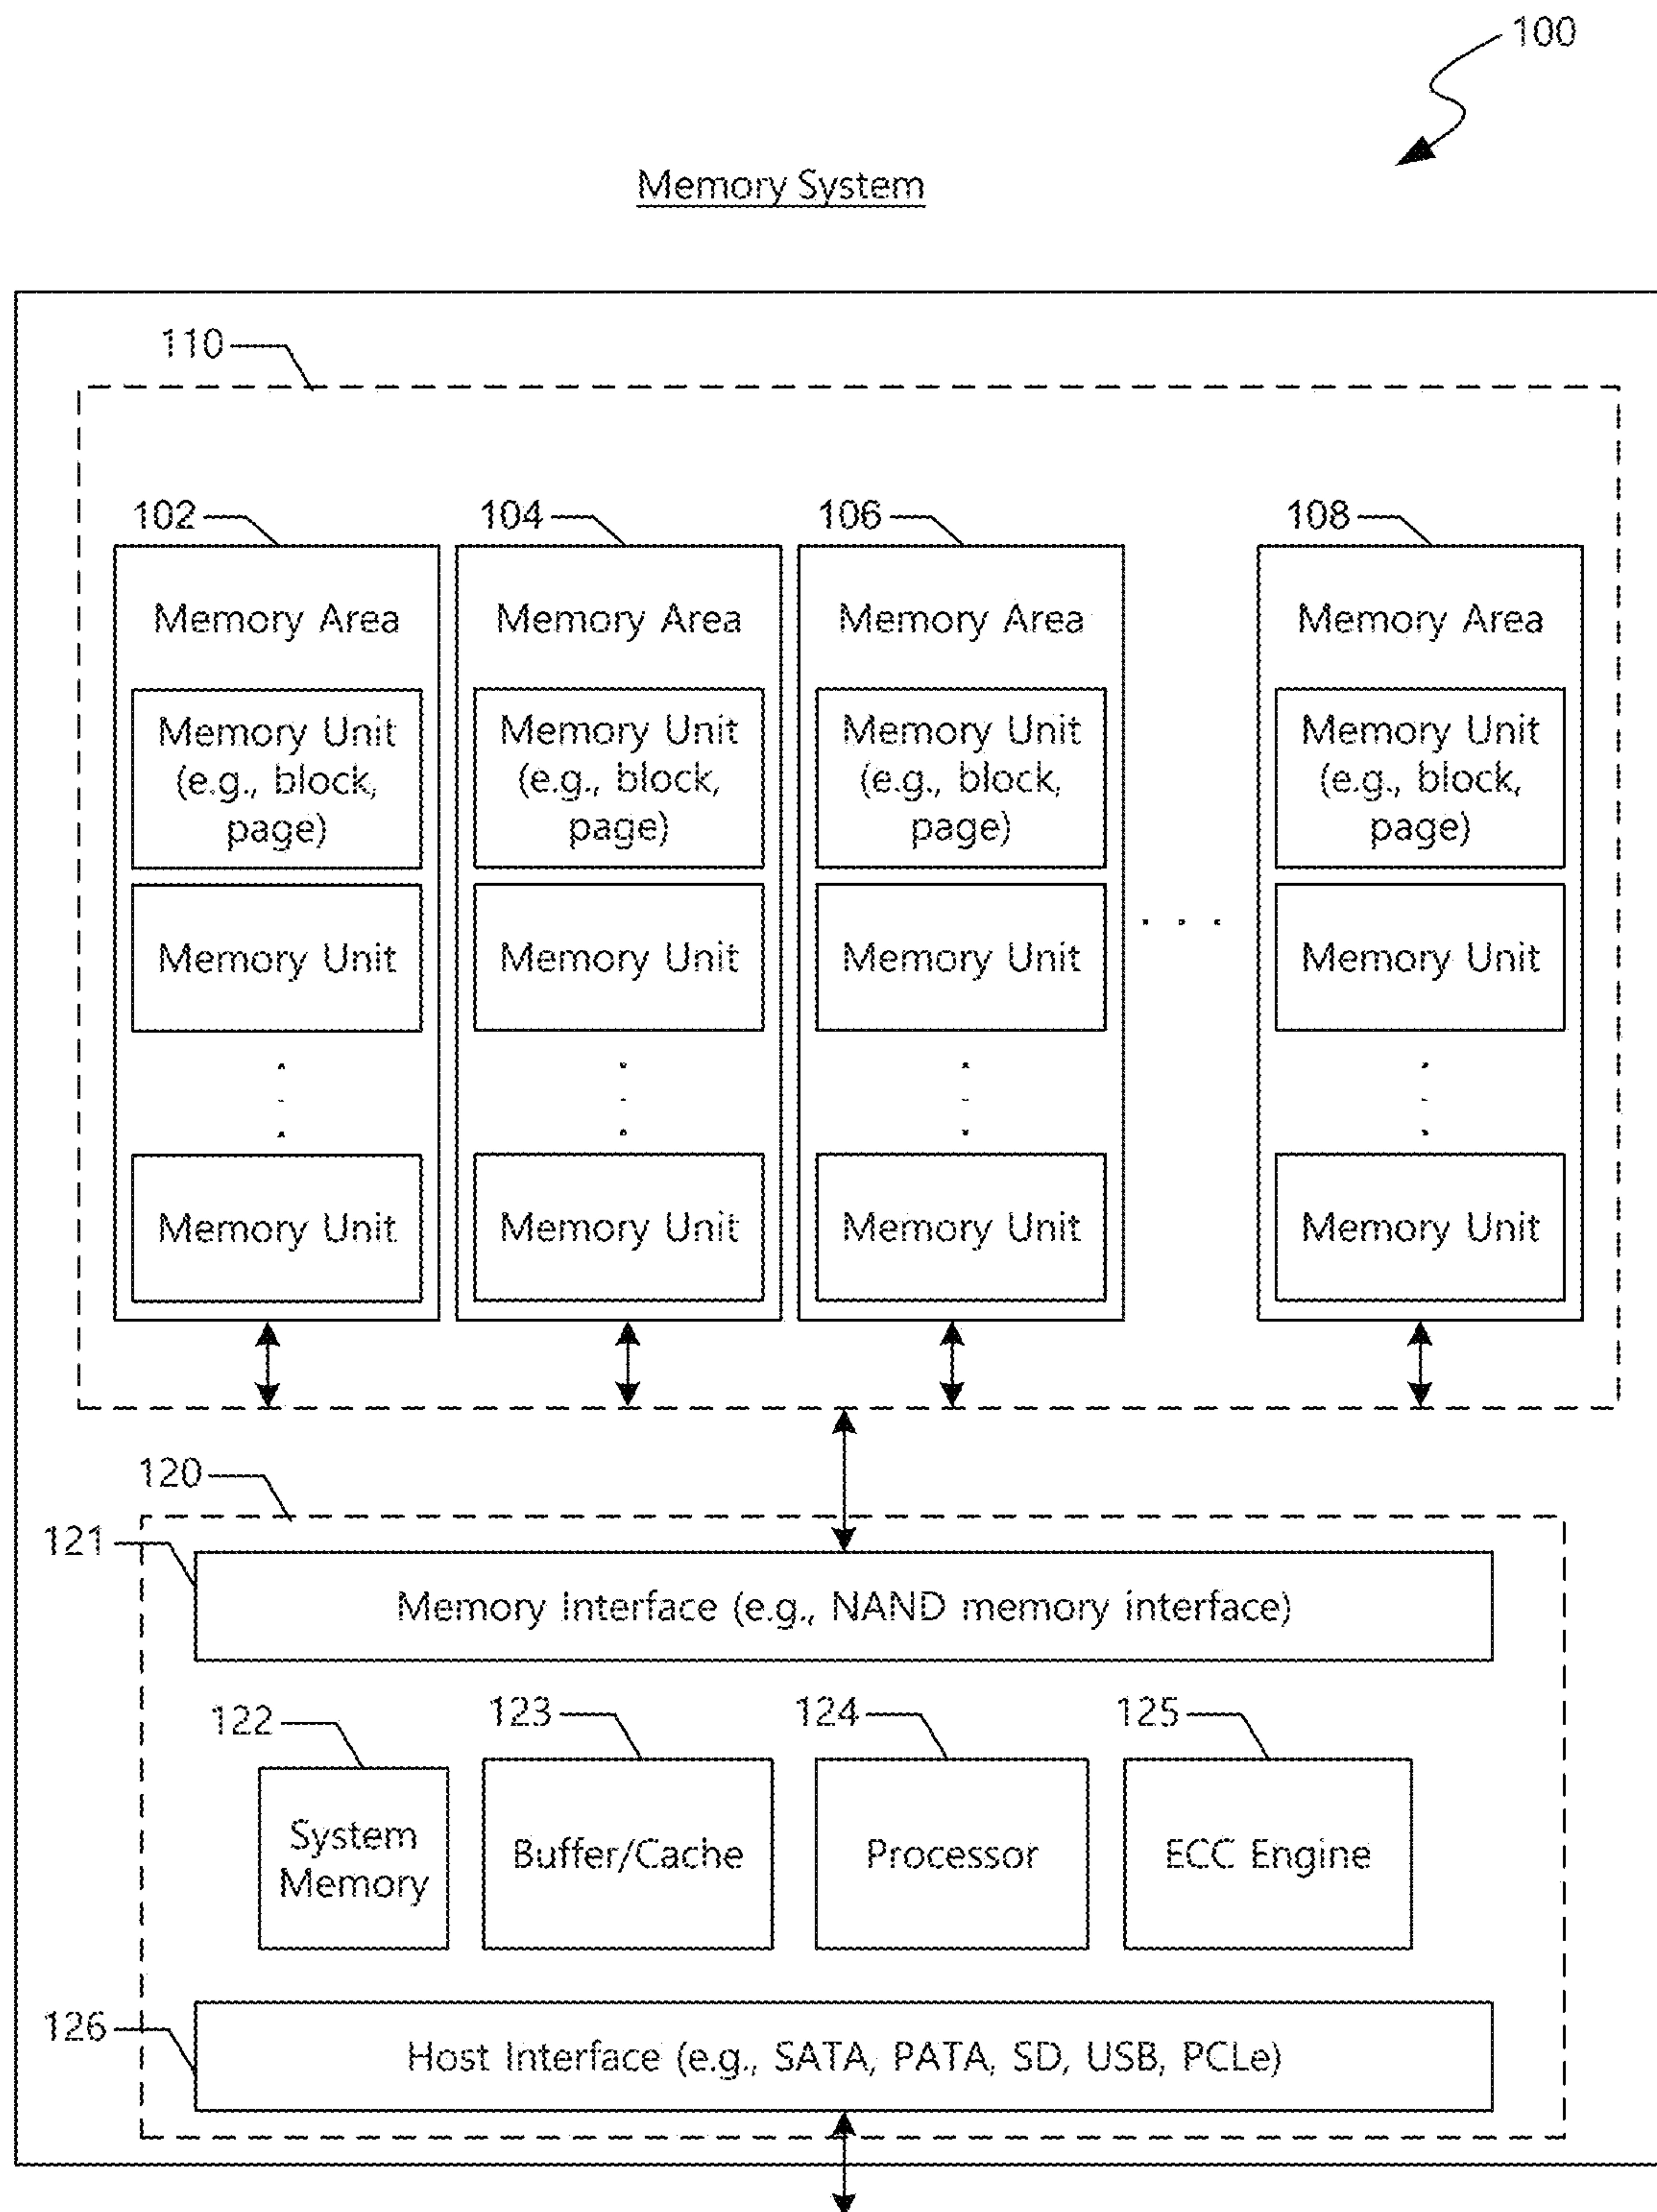 100
Memory System
110
102
104
106
108
Memory Area
Memory Area
Memory Area
Memory Area
Memory Unit
(e.g., block,
page)
Memory Unit
(e.g., block,
page)
Memory Unit
(e.g., block,
page)
Memory Unit
(e.g., block,
page)
Memory Unit
Memory Unit
Memory Unit
. . .
Memory Unit
Memory Unit
Memory Unit
Memory Unit
Memory Unit
120
121
Memory Interface (e.g., NAND memory interface)
122
123
124
125
System
Memory
Buffer/Cache
Processor
ECC Engine
126
Host Interface (e.g., SATA, PATA, SD, USB, PCLe)